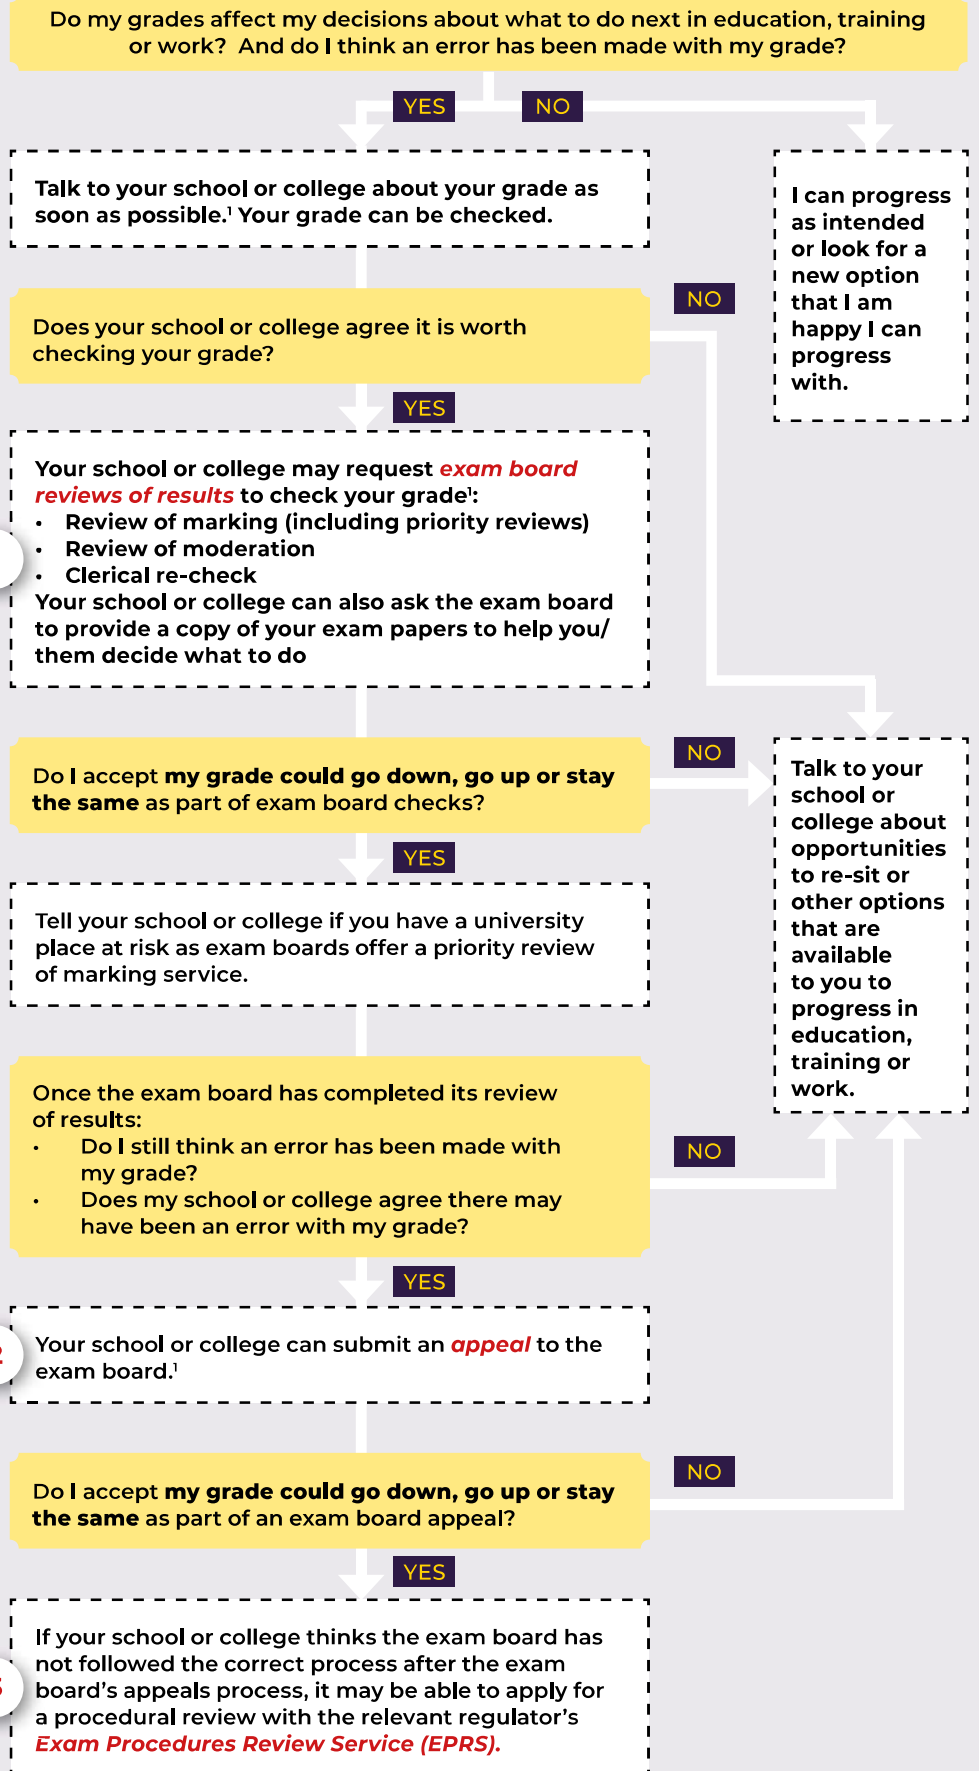 Do my grades affect my decisions about what to do next in education, training
or work? And do I think an error has been made with my grade?
YES
NO
Talk to your school or college about your grade as
soon as possible.¹ Your grade can be checked.
I can progress
as intended
or look for a
new option
that I am
happy I can
progress
with.
Does your school or college agree it is worth
checking your grade?
NO
YES
Your school or college may request exam board
reviews of results to check your grade¹:
• Review of marking (including priority reviews)
• Review of moderation
• Clerical re-check
Your school or college can also ask the exam board
to provide a copy of your exam papers to help you/
them decide what to do
Do I accept my grade could go down, go up or stay
the same as part of exam board checks?
NO
YES
Talk to your
school or
college about
opportunities
to re-sit or
other options
that are
available
to you to
progress in
education,
training or
work.
Tell your school or college if you have a university
place at risk as exam boards offer a priority review
of marking service.
Once the exam board has completed its review
of results:
• Do I still think an error has been made with
my grade?
• Does my school or college agree there may
have been an error with my grade?
NO
YES
Your school or college can submit an appeal to the
exam board.¹
Do I accept my grade could go down, go up or stay
the same as part of an exam board appeal?
NO
YES
If your school or college thinks the exam board has
not followed the correct process after the exam
board's appeals process, it may be able to apply for
a procedural review with the relevant regulator's
Exam Procedures Review Service (EPRS).